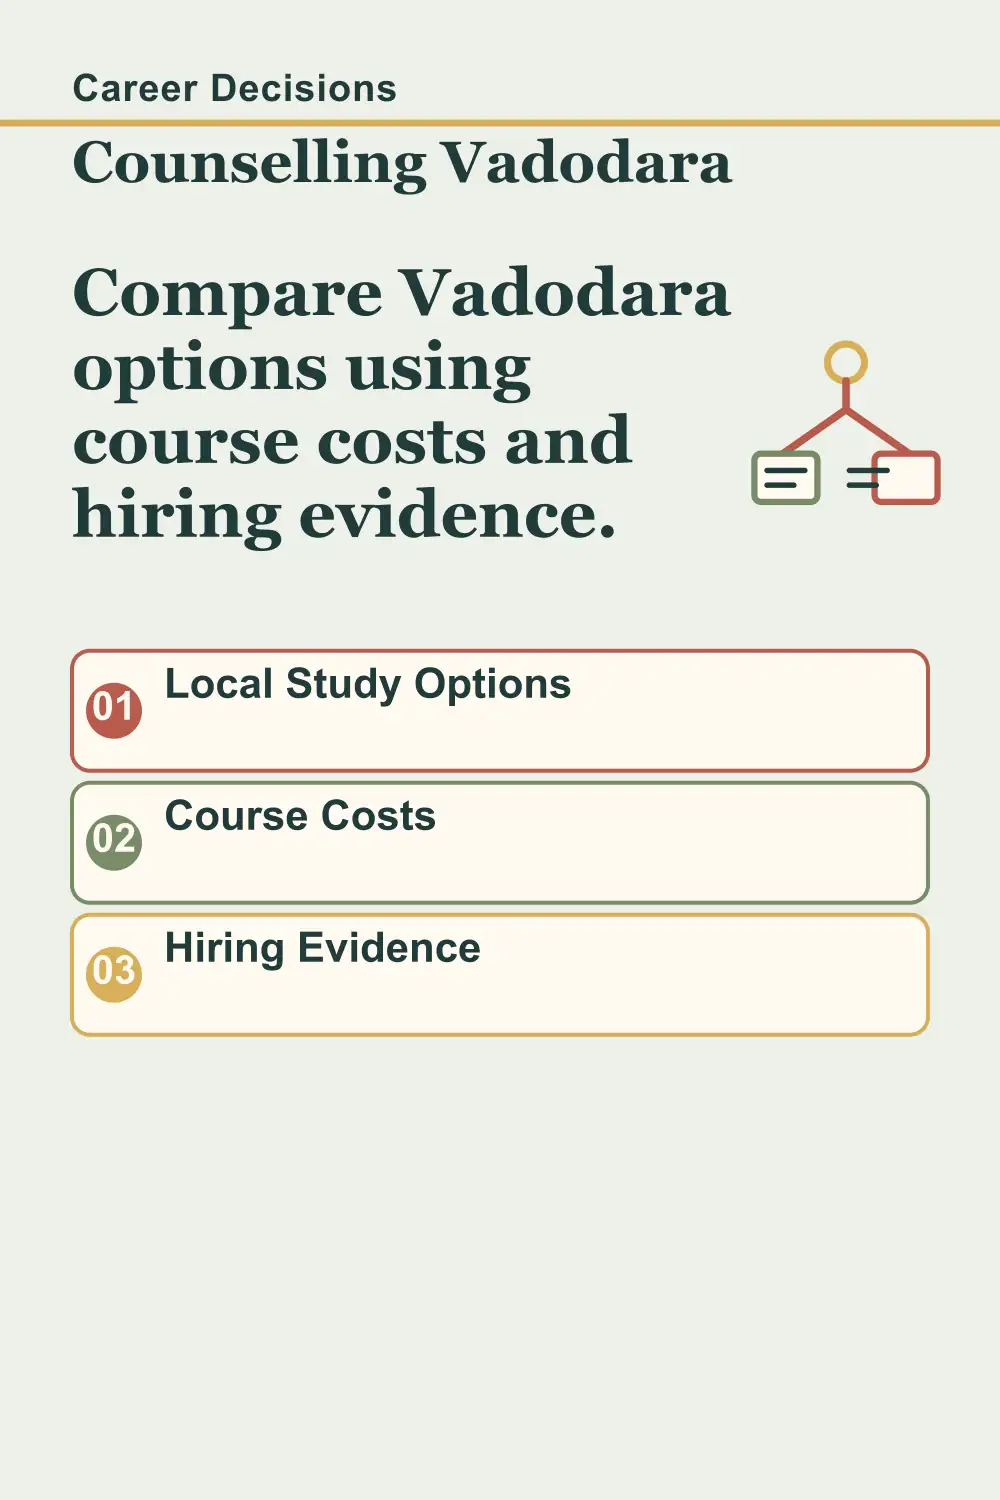 Career Decisions
Counselling Vadodara
Compare Vadodara
options using
course costs and
hiring evidence.
01 Local Study Options
02 Course Costs
03 Hiring Evidence